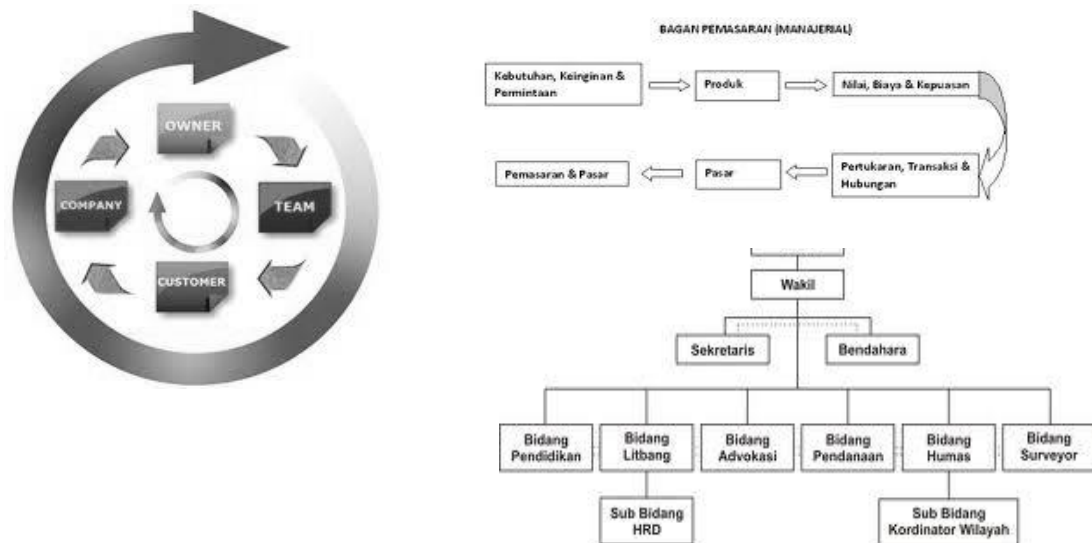 OWNER
COMPANY
TEAM
CUSTOMER
BAGAN PEMASARAN (MANAJERIAL)
Kebutuhan, Keinginan &
Permintaan
Produk
Nilai, Biaya & Kepuasan
Pemasaran & Pasar
Pasar
Pertukaran, Transaksi &
Hubungan
Wakil
Sekretaris
Bendahara
Bidang
Pendidikan
Bidang
Litbang
Bidang
Advokasi
Bidang
Pendanaan
Bidang
Humas
Bidang
Surveyor
Sub Bidang
HRD
Sub Bidang
Kordinator Wilayah